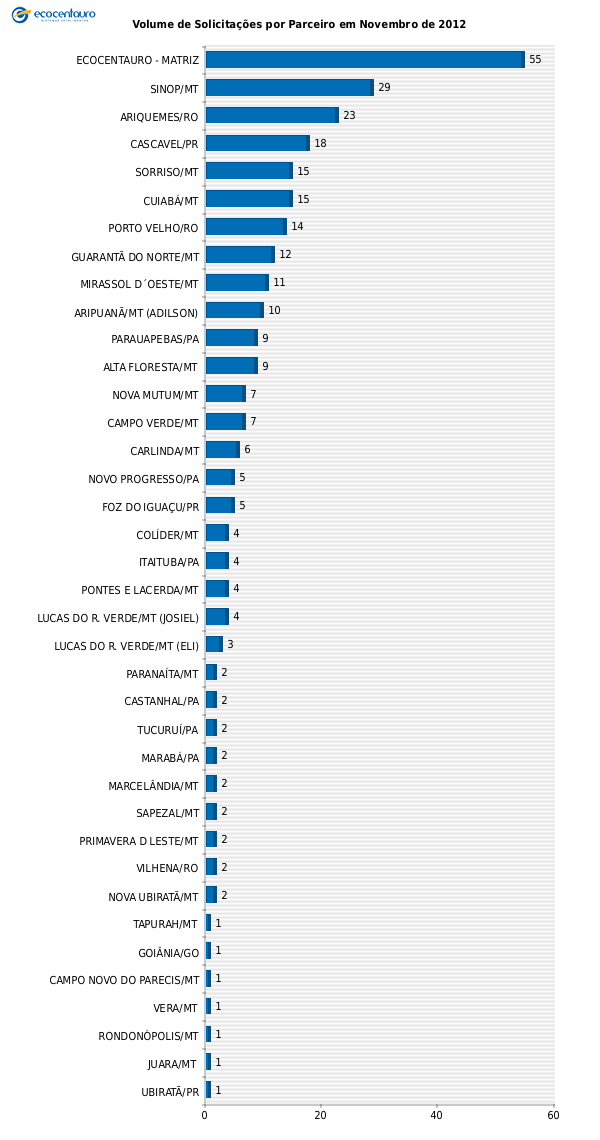 ecocentauro
Volume de Solicitações por Parceiro em Novembro de 2012
ECOCENTAURO - MATRIZ 55
SINOP/MT 29
ARIQUEMES/RO 23
CASCAVEL/PR 18
SORRISO/MT 15
CUIABÁ/MT 15
PORTO VELHO/RO 14
GUARANTÃ DO NORTE/MT 12
MIRASSOL D´OESTE/MT 11
ARIPUANÃ/MT (ADILSON) 10
PARAUAPEBAS/PA 9
ALTA FLORESTA/MT 9
NOVA MUTUM/MT 7
CAMPO VERDE/MT 7
CARLINDA/MT 6
NOVO PROGRESSO/PA 5
FOZ DO IGUAÇU/PR 5
COLÍDER/MT 4
ITAITUBA/PA 4
PONTES E LACERDA/MT 4
LUCAS DO R. VERDE/MT (JOSIEL) 4
LUCAS DO R. VERDE/MT (ELI) 3
PARANAÍTA/MT 2
CASTANHAL/PA 2
TUCURUÍ/PA 2
MARABÁ/PA 2
MARCELÂNDIA/MT 2
SAPEZAL/MT 2
PRIMAVERA D LESTE/MT 2
VILHENA/RO 2
NOVA UBIRATÃ/MT 2
TAPURAH/MT 1
GOIÂNIA/GO 1
CAMPO NOVO DO PARECIS/MT 1
VERA/MT 1
RONDONÓPOLIS/MT 1
JUARA/MT 1
UBIRATÃ/PR 1
0 20 40 60